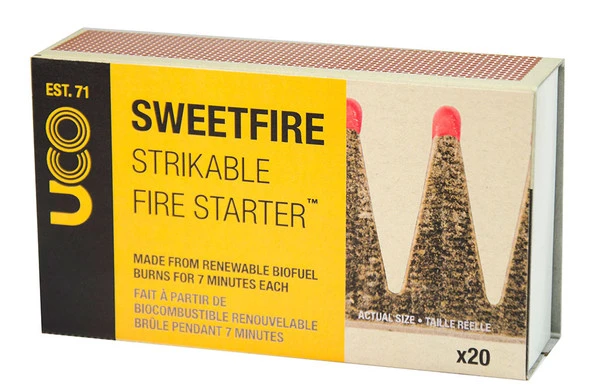 EST. 71
UCO
SWEETFIRE
STRIKABLE
FIRE STARTER™
MADE FROM RENEWABLE BIOFUEL
BURNS FOR 7 MINUTES EACH
FAIT À PARTIR DE
BIOCOMBUSTIBLE RENOUVELABLE
BRÛLE PENDANT 7 MINUTES
ACTUAL SIZE • TAILLE RÉELLE
x20